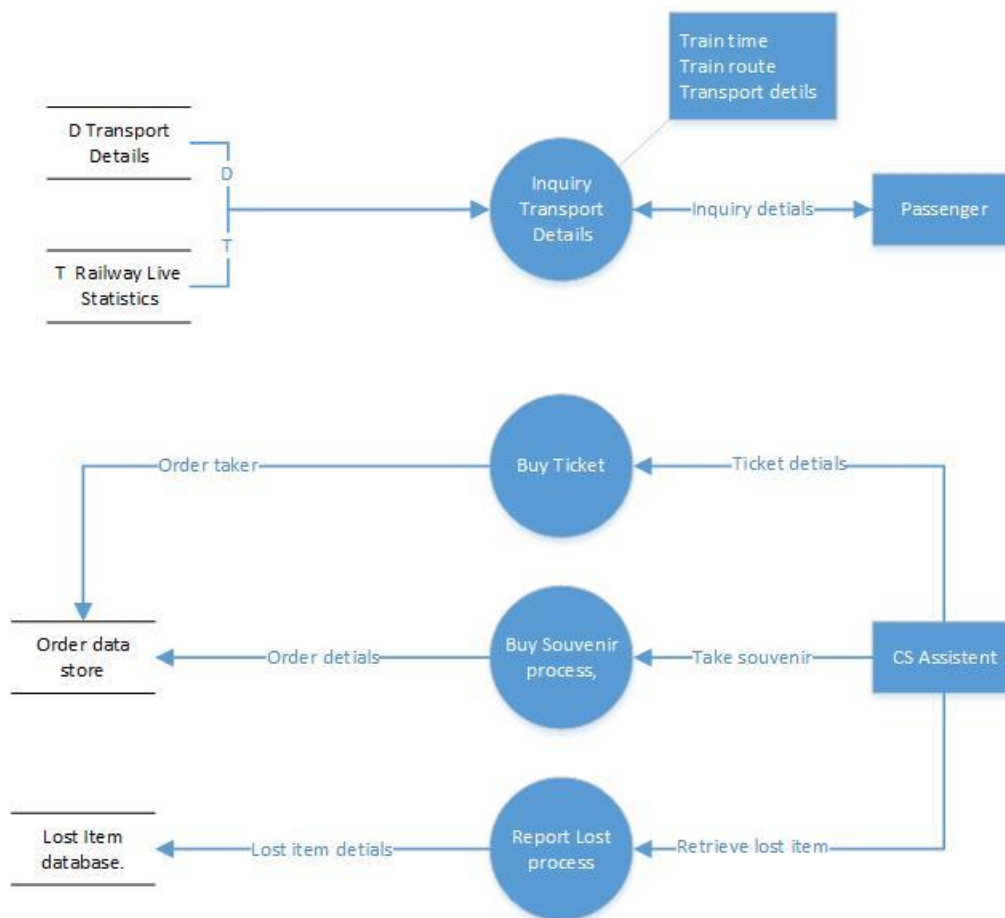 Train time
Train route
Transport detils
D Transport
Details
D
Inquiry
Transport
Details
Inquiry detials
Passenger
T
T Railway Live
Statistics
Order taker
Buy Ticket
Ticket detials
Order data
store
Order detials
Buy Souvenir
process,
Take souvenir
CS Assistent
Lost Item
database.
Lost item detials
Report Lost
process
Retrieve lost item